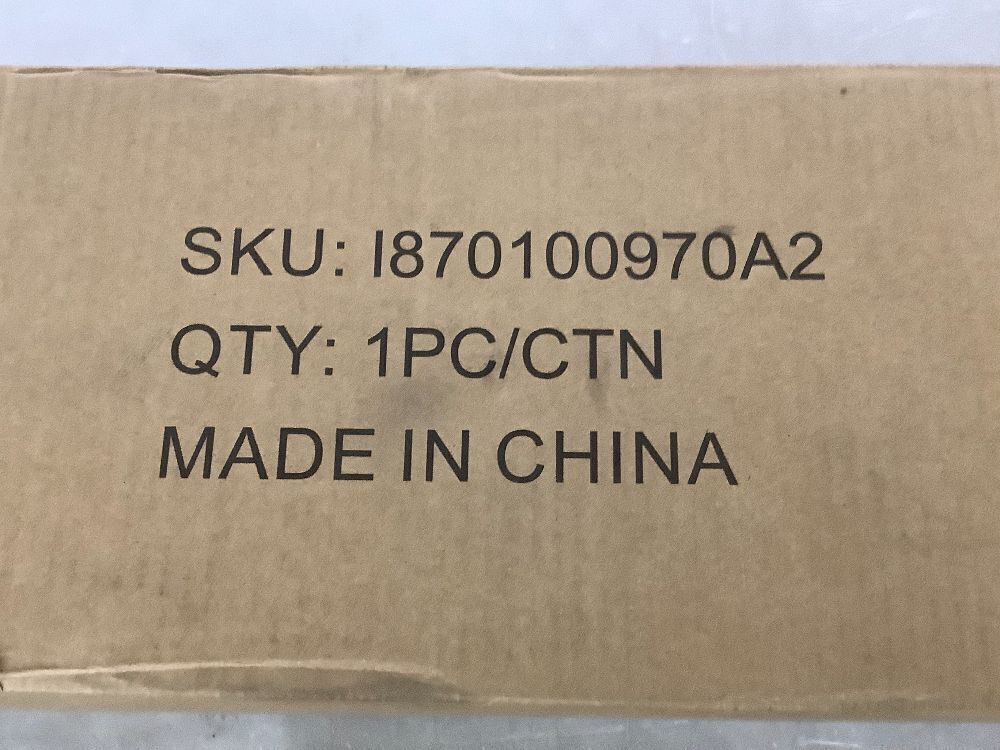 SKU: I870100970A2
QTY: 1PC/CTN
MADE IN CHINA